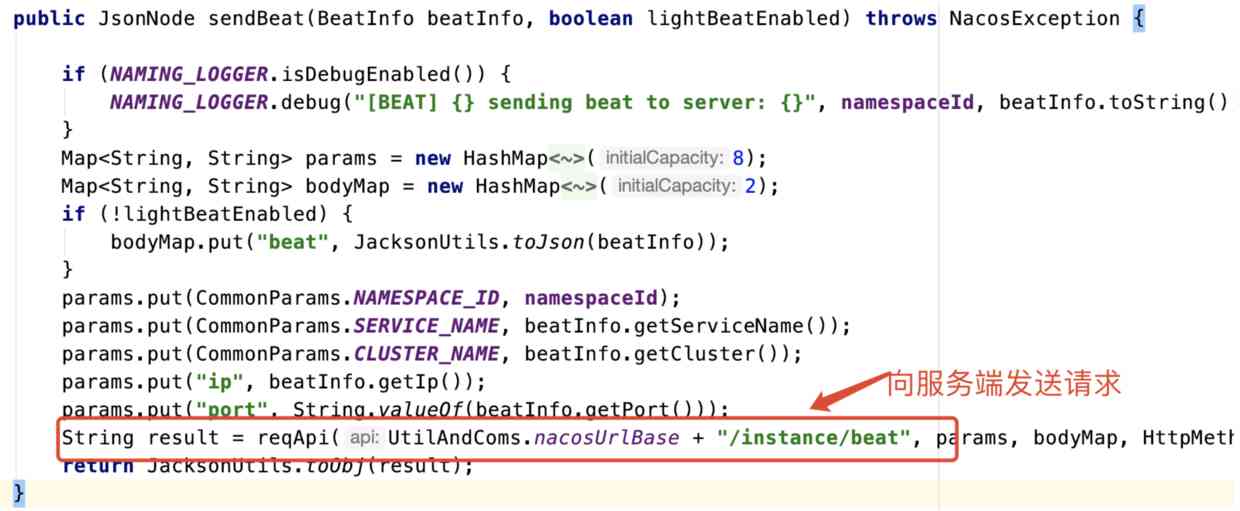 public JsonNode sendBeat(BeatInfo beatInfo, boolean lightBeatEnabled) throws NacosException {
if (NAMING_LOGGER.isDebugEnabled()) {
NAMING_LOGGER.debug("[BEAT] {} sending beat to server: {}", namespaceId, beatInfo.toString()
}
Map<String, String> params = new HashMap<~>( initialCapacity: 8);
Map<String, String> bodyMap = new HashMap<~>( initialCapacity: 2);
if (!lightBeatEnabled) {
bodyMap.put("beat", JacksonUtils.toJson(beatInfo));
}
params.put(CommonParams.NAMESPACE_ID, namespaceId);
params.put(CommonParams.SERVICE_NAME, beatInfo.getServiceName());
params.put(CommonParams.CLUSTER_NAME, beatInfo.getCluster());
params.put("ip", beatInfo.getIp());
向服务端发送请求
params.put("port", String.valueOf(beatInfo.getPort()));
String result = reqApi( api: UtilAndComs.nacosUrlBase + "/instance/beat", params, bodyMap, HttpMeth
return JacksonUtils.toObj(result);
}